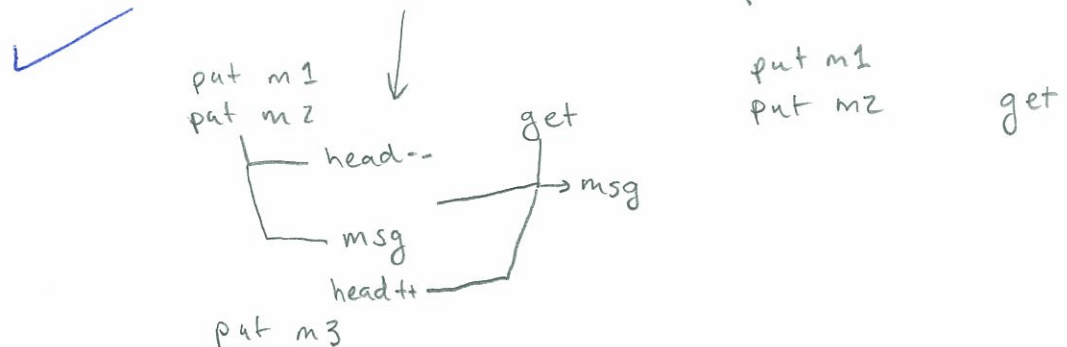 put m1
put m2
head--
get
msg
msg
head++
put m3
put m1
put m2
get